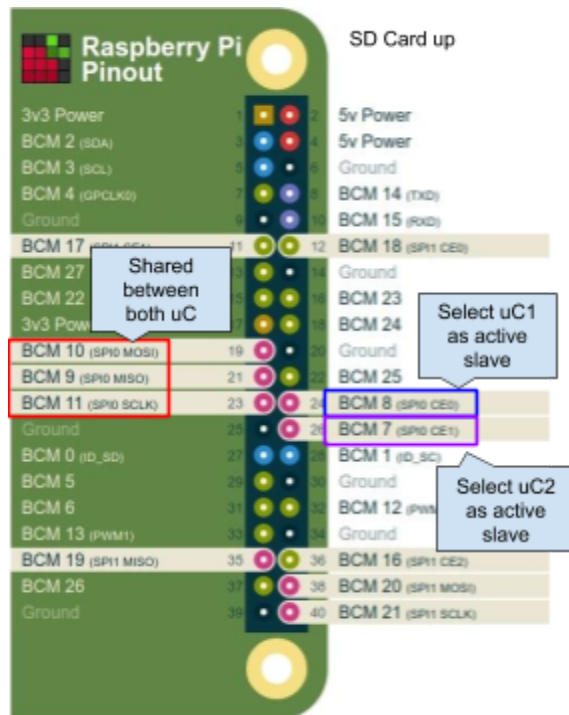 SD Card up
Raspberry Pi
Pinout
3v3 Power 1 2 5v Power
BCM 2 (SDA) 3 4 5v Power
BCM 3 (SCL) 5 6 Ground
BCM 4 (GPCLK0) 7 8 BCM 14 (TXD)
Ground 9 10 BCM 15 (RXD)
BCM 17 11 12 BCM 18 (SPI1 CE0)
BCM 27 13 14 Ground
Shared
between
both uC
BCM 22 16 BCM 23
3v3 18 BCM 24
Select uC1
as active
slave
BCM 10 (SPI0 MOSI) 19 20 Ground
BCM 9 (SPI0 MISO) 21 22 BCM 25
BCM 11 (SPI0 SCLK) 23 24 BCM 8 (SPI0 CE0)
Ground 25 26 BCM 7 (SPI0 CE1)
BCM 0 (ID_SD) 27 28 BCM 1 (ID_SC)
BCM 5 29 30 Ground
BCM 6 31 32 BCM 12
Select uC2
as active
slave
BCM 13 (PWM1) 33 34 Ground
BCM 19 (SPI1 MISO) 35 36 BCM 16 (SPI1 CE2)
BCM 26 37 38 BCM 20 (SPI1 MOSI)
Ground 39 40 BCM 21 (SPI1 SCLK)